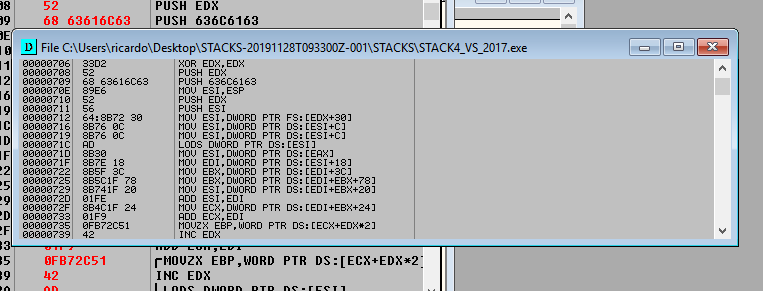 08 52 PUSH EDX
09 68 63616C63 PUSH 636C6163
D File C:\Users\ricardo\Desktop\STACKS-20191128T093300Z-001\STACKS\STACK4_VS_2017.exe
00000706 33D2 XOR EDX,EDX
00000708 52 PUSH EDX
00000709 68 63616C63 PUSH 636C6163
0000070E 89E6 MOV ESI,ESP
00000710 52 PUSH EDX
00000711 56 PUSH ESI
00000712 64:8B72 30 MOV ESI,DWORD PTR FS:[EDX+30]
00000716 8B76 0C MOV ESI,DWORD PTR DS:[ESI+C]
00000719 8B76 0C MOV ESI,DWORD PTR DS:[ESI+C]
0000071C AD LODS DWORD PTR DS:[ESI]
0000071D 8B30 MOV ESI,DWORD PTR DS:[EAX]
0000071F 8B7E 18 MOV EDI,DWORD PTR DS:[ESI+18]
00000722 8B5F 3C MOV EBX,DWORD PTR DS:[EDI+3C]
00000725 8B5C1F 78 MOV EBX,DWORD PTR DS:[EDI+EBX+78]
00000729 8B741F 20 MOV ESI,DWORD PTR DS:[EDI+EBX+20]
0000072D 01FE ADD ESI,EDI
0000072F 8B4C1F 24 MOV ECX,DWORD PTR DS:[EDI+EBX+24]
00000733 01F9 ADD ECX,EDI
00000735 0FB72C51 MOVZX EBP,WORD PTR DS:[ECX+EDX*2]
00000739 42 INC EDX
35 0FB72C51 MOVZX EBP,WORD PTR DS:[ECX+EDX*2]
39 42 INC EDX